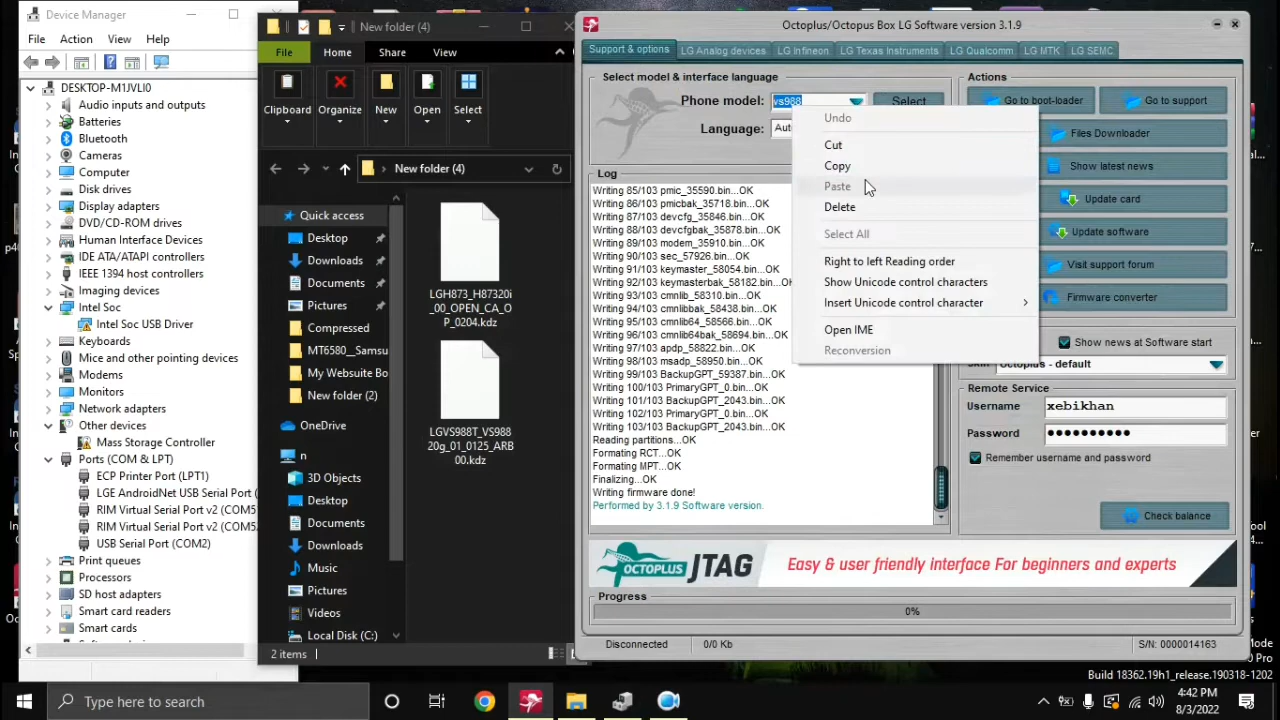 Device Manager
File Action View Help
DESKTOP-M1JVLI0
Audio inputs and outputs
Batteries
Bluetooth
Cameras
Computer
Disk drives
Display adapters
DVD/CD-ROM drives
Human Interface Devices
IDE ATA/ATAPI controllers
IEEE 1394 host controllers
Imaging devices
Intel Soc
Intel Soc USB Driver
Keyboards
Mice and other pointing devices
Modems
Monitors
Network adapters
Other devices
Mass Storage Controller
Ports (COM & LPT)
ECP Printer Port (LPT1)
LGE AndroidNet USB Serial Port (
RIM Virtual Serial Port v2 (COM5
RIM Virtual Serial Port v2 (COM5
USB Serial Port (COM2)
Print queues
Processors
SD host adapters
Smart card readers
Smart cards
New folder (4)
File Home Share View
Clipboard Organize New Open Select
New folder (4)
Quick access
Desktop
Downloads
Documents
Pictures
Compressed
MT6580__Samsu
My Websuite Bo
New folder (2)
OneDrive
n
3D Objects
Desktop
Documents
Downloads
Music
Pictures
Videos
Local Disk (C:)
LGH873_H87320i
_00_OPEN_CA_O
P_0204.kdz
LGVS988T_VS988
20g_01_0125_ARB
00.kdz
2 items
Octoplus/Octopus Box LG Software version 3.1.9
Support & options LG Analog devices LG Infineon LG Texas Instruments LG Qualcomm LG MTK LG SEMC
Select model & interface language
Phone model: vs988 Select
Language: Aut
Log
Writing 85/103 pmic_35590.bin...OK
Writing 86/103 pmicbak_35718.bin...OK
Writing 87/103 devcfg_35846.bin...OK
Writing 88/103 devcfgbak_35878.bin...OK
Writing 89/103 modem_35910.bin...OK
Writing 90/103 sec_57926.bin...OK
Writing 91/103 keymaster_58054.bin...OK
Writing 92/103 keymasterbak_58182.bin...OK
Writing 93/103 cmnlib_58310.bin...OK
Writing 94/103 cmnlibbak_58438.bin...OK
Writing 95/103 cmnlib64_58566.bin...OK
Writing 96/103 cmnlib64bak_58694.bin...OK
Writing 97/103 apdp_58822.bin...OK
Writing 98/103 msadp_58950.bin...OK
Writing 99/103 BackupGPT_59387.bin...OK
Writing 100/103 PrimaryGPT_0.bin...OK
Writing 101/103 BackupGPT_2043.bin...OK
Writing 102/103 PrimaryGPT_0.bin...OK
Writing 103/103 BackupGPT_2043.bin...OK
Reading partitions...OK
Formating RCT...OK
Formating MPT...OK
Finalizing...OK
Writing firmware done!
Performed by 3.1.9 Software version.
Undo
Cut
Copy
Paste
Delete
Select All
Right to left Reading order
Show Unicode control characters
Insert Unicode control character
Open IME
Reconversion
Actions
Go to boot-loader Go to support
Files Downloader
Show latest news
Update card
Update software
Visit support forum
Firmware converter
Show news at Software start
Octoplus - default
Remote Service
Username xebikhan
Password ●●●●●●●●●●
Remember username and password
Check balance
OCTOPLUS JTAG Easy & user friendly interface For beginners and experts
Progress
0%
Disconnected 0/0 Kb S/N: 0000014163
0 Pro
Build 18362.19h1_release.190318-1202
Type here to search
4:42 PM
8/3/2022